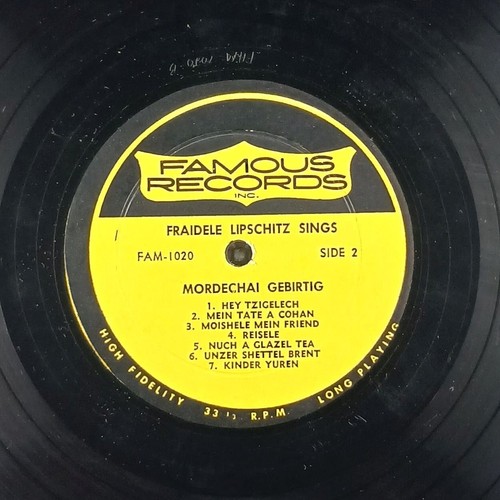 FAMOUS
RECORDS
INC.
FRAIDELE LIPSCHITZ SINGS
FAM-1020 SIDE 2
MORDECHAI GEBIRTIG
1. HEY TZIGELECH
2. MEIN TATE A COHAN
3. MOISHELE MEIN FRIEND
4. REISELE
5. NUCH A GLAZEL TEA
6. UNZER SHETTEL BRENT
7. KINDER YUREN
HIGH FIDELITY 33 R.P.M. LONG PLAYING